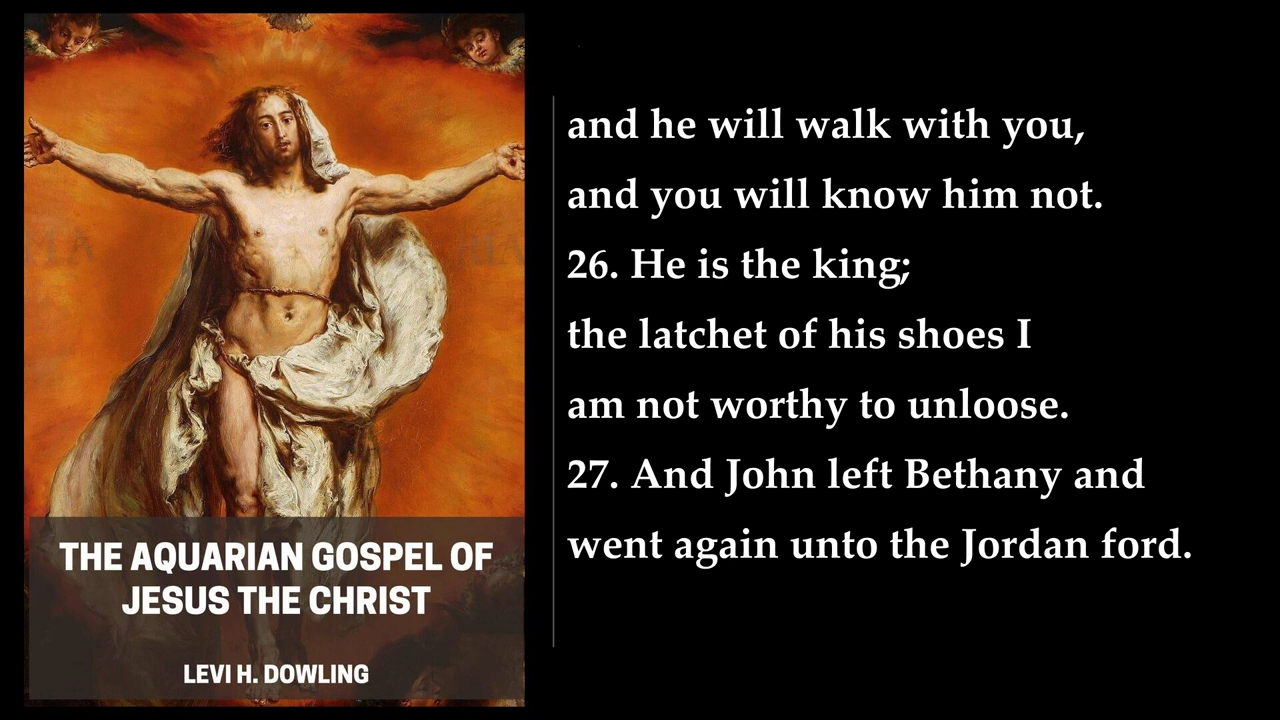 and he will walk with you,
and you will know him not.
26. He is the king;
the latchet of his shoes I
am not worthy to unloose.
27. And John left Bethany and
went again unto the Jordan ford.
THE AQUARIAN GOSPEL OF
JESUS THE CHRIST
LEVI H. DOWLING